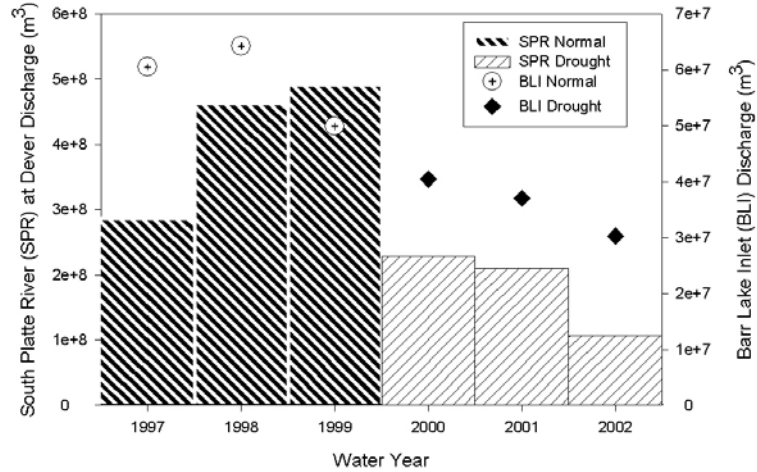 South Platte River (SPR) at Dever Discharge (m³)
6e+8
5e+8
4e+8
3e+8
2e+8
1e+8
0
SPR Normal
SPR Drought
BLI Normal
BLI Drought
7e+7
6e+7
5e+7
4e+7
3e+7
2e+7
1e+7
0
Barr Lake Inlet (BLI) Discharge (m³)
1997 1998 1999 2000 2001 2002
Water Year